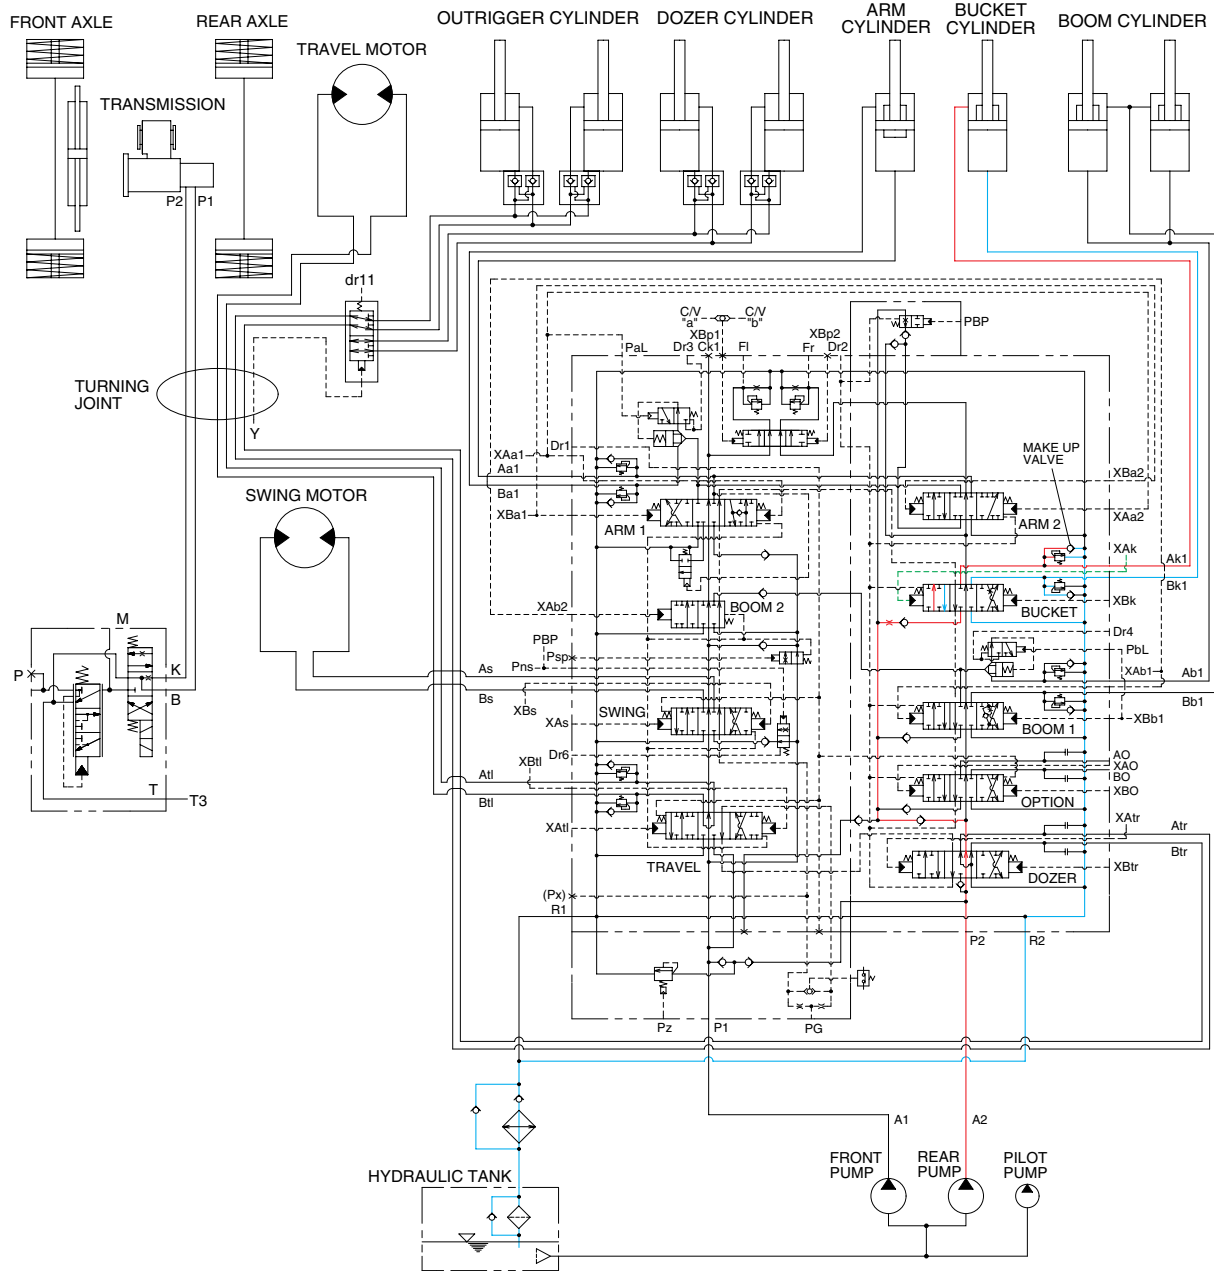 FRONT AXLE
REAR AXLE
OUTRIGGER CYLINDER
DOZER CYLINDER
ARM
CYLINDER
BUCKET
CYLINDER
BOOM CYLINDER
TRAVEL MOTOR
TRANSMISSION
P2
P1
dr11
TURNING
JOINT
Y
SWING MOTOR
M
P
K
B
T
T3
C/V
"a"
C/V
"b"
XBp1
XBp2
PaL
Dr3
Ck1
Fl
Fr
Dr2
PBP
Dr1
XAa1
Aa1
Ba1
XBa1
ARM 1
MAKE UP
VALVE
XBa2
XAa2
ARM 2
XAk
Ak1
Bk1
XBk
BUCKET
XAb2
BOOM 2
PBP
Psp
Pns
Dr4
PbL
XAb1
Ab1
Bb1
XBb1
BOOM 1
As
Bs
XBs
XAs
SWING
Dr6
XBtl
Atl
Btl
XAtl
TRAVEL
AO
XAO
BO
XBO
OPTION
XAtr
Atr
Btr
XBtr
DOZER
(Px)
R1
P2
R2
Pz
P1
PG
A1
A2
FRONT
PUMP
REAR
PUMP
PILOT
PUMP
HYDRAULIC TANK